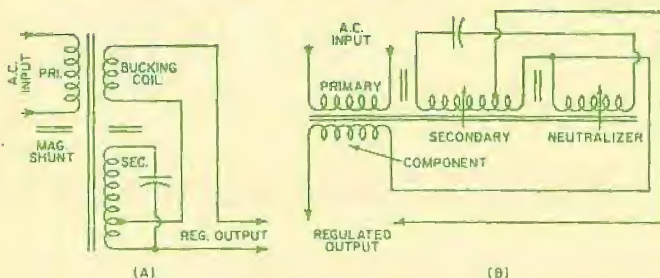 A.C.
INPUT
PRI.
BUCKING
COIL
MAG.
SHUNT
SEC.
REG. OUTPUT
(A)
A.C.
INPUT
PRIMARY
SECONDARY
NEUTRALIZER
COMPONENT
REGULATED
OUTPUT
(B)